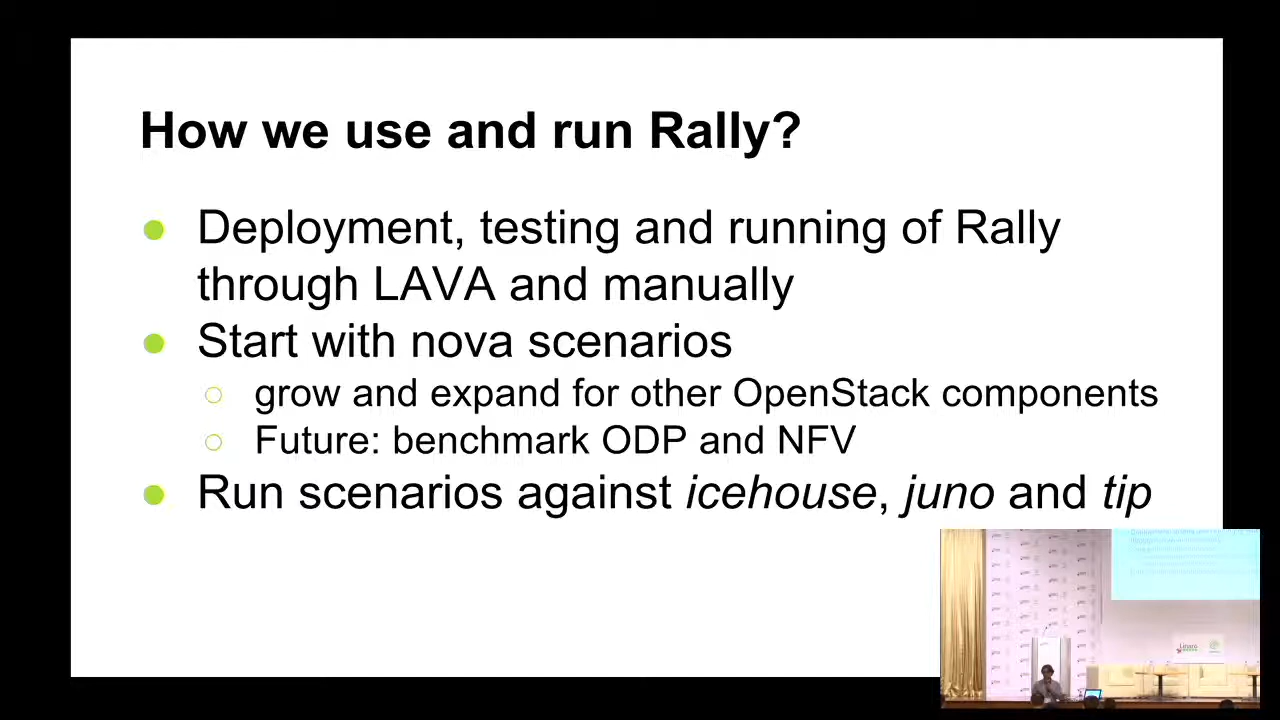 How we use and run Rally?
Deployment, testing and running of Rally
through LAVA and manually
Start with nova scenarios
grow and expand for other OpenStack components
Future: benchmark ODP and NFV
Run scenarios against icehouse, juno and tip
Linaro